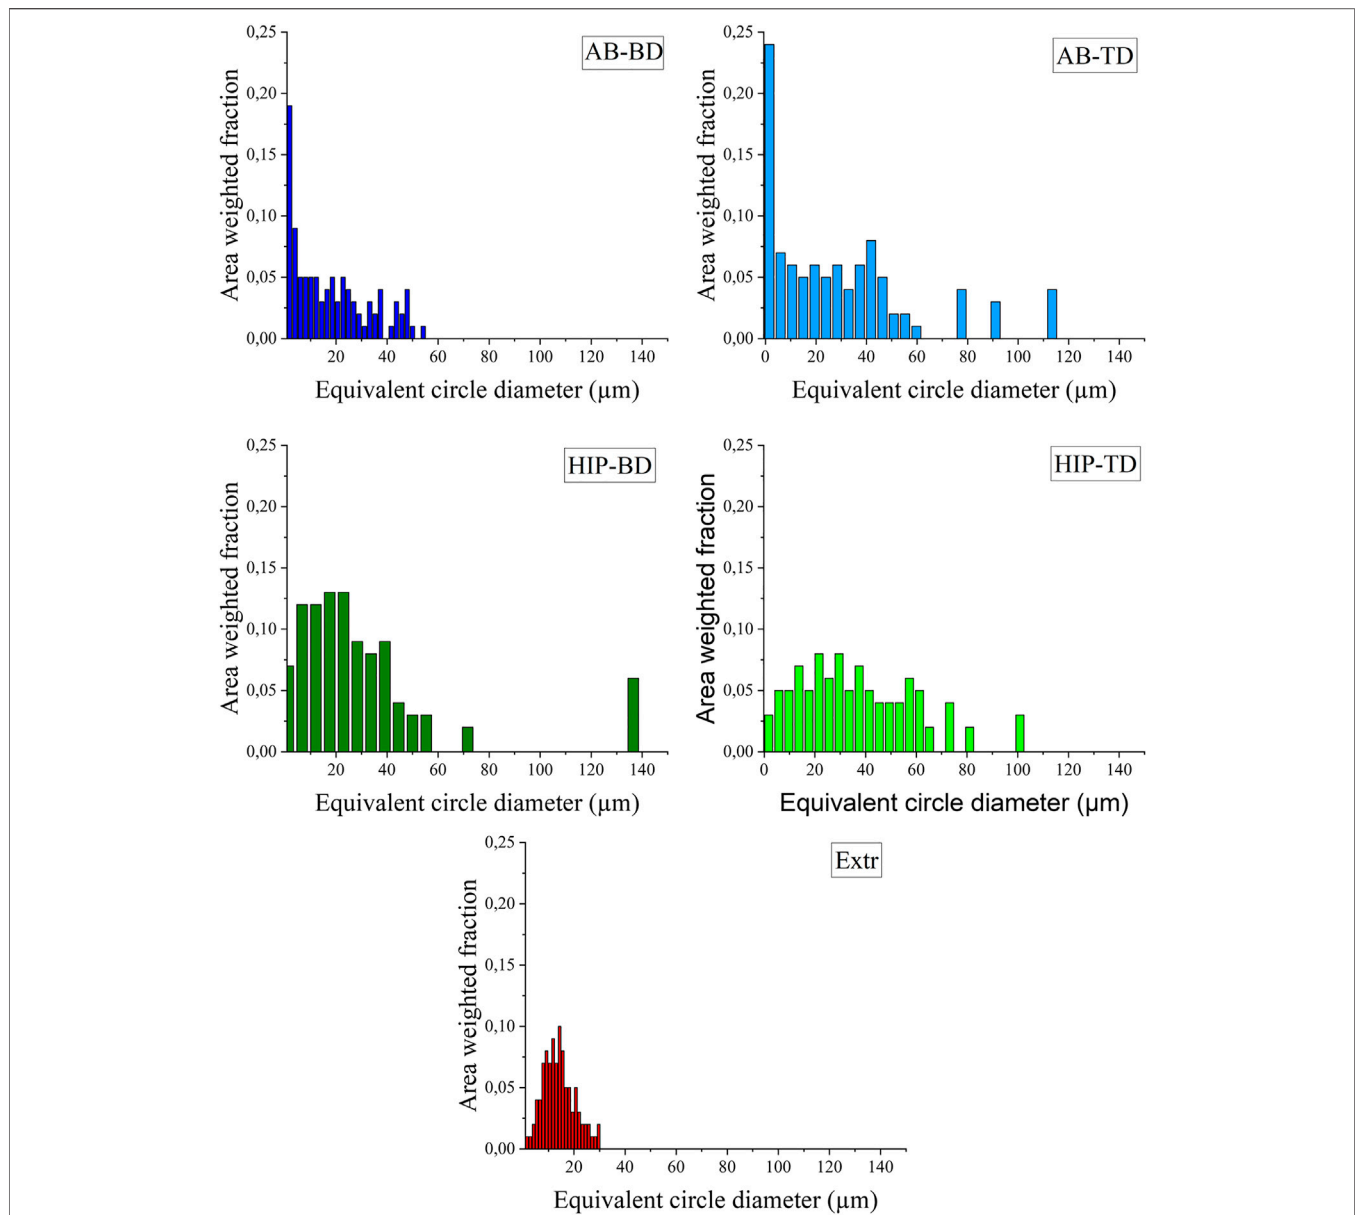 AB-BD
0,25
0,20
0,15
0,10
0,05
0,00
Area weighted fraction
20 40 60 80 100 120 140
Equivalent circle diameter (µm)
AB-TD
0,25
0,20
0,15
0,10
0,05
0,00
Area weighted fraction
0 20 40 60 80 100 120 140
Equivalent circle diameter (µm)
HIP-BD
0,25
0,20
0,15
0,10
0,05
0,00
Area weighted fraction
20 40 60 80 100 120 140
Equivalent circle diameter (µm)
HIP-TD
0,25
0,20
0,15
0,10
0,05
0,00
Area weighted fraction
0 20 40 60 80 100 120 140
Equivalent circle diameter (µm)
Extr
0,25
0,20
0,15
0,10
0,05
0,00
Area weighted fraction
20 40 60 80 100 120 140
Equivalent circle diameter (µm)